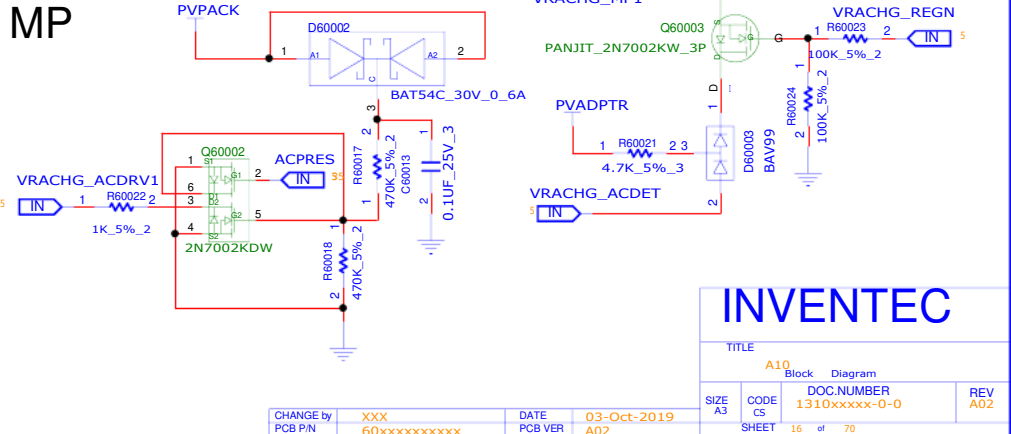 MP
PVPACK
D60002
1
A1
A2
2
C
BAT54C_30V_0_6A
3
2
R60017
470K_5%_2
1
1
C60013
0.1UF_25V_3
2
Q60002
S1
1
G1
2
ACPRES
IN
6
D1
VRACHG_ACDRV1
IN
1
R60022
2
1K_5%_2
3
D2
G2
5
4
S2
2N7002KDW
1
R60018
470K_5%_2
2
VRACHG_MP1
Q60003
S
G
D
PANJIT_2N7002KW_3P
G
VRACHG_REGN
1
R60023
2
IN
5
100K_5%_2
1
R60024
100K_5%_2
2
D
1
PVADPTR
1
R60021
2
3
4.7K_5%_3
D60003
BAV99
VRACHG_ACDET
5
IN
2
INVENTEC
TITLE
A10
Block Diagram
SIZE
A3
CODE
CS
DOC.NUMBER
1310xxxxx-0-0
REV
A02
CHANGE by
XXX
DATE
03-Oct-2019
PCB P/N
60xxxxxxxxxx
PCB VER
A02
SHEET
16
of
70